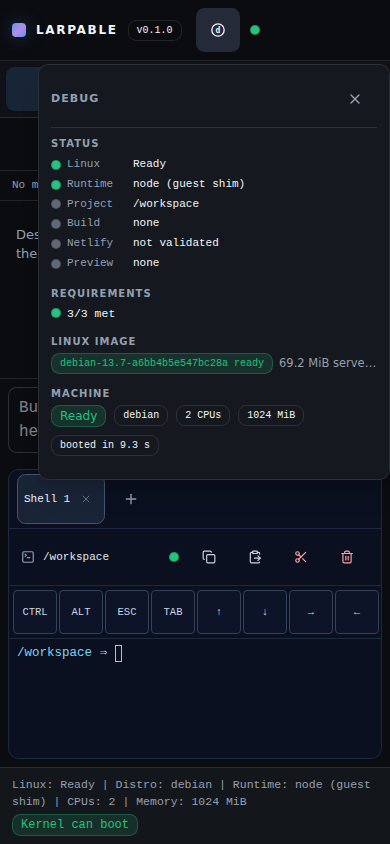 LARPABLE v0.1.0 d
DEBUG
STATUS
Linux Ready
Runtime node (guest shim)
Project /workspace
Build none
Netlify not validated
Preview none
REQUIREMENTS
3/3 met
LINUX IMAGE
debian-13.7-a6bb4b5e547bc28a ready 69.2 MiB serve…
MACHINE
Ready debian 2 CPUs 1024 MiB
booted in 9.3 s
No m
Des
the
Bu
he
Shell 1
/workspace
CTRL ALT ESC TAB ↑ ↓ → ←
/workspace ⇒
Linux: Ready | Distro: debian | Runtime: node (guest
shim) | CPUs: 2 | Memory: 1024 MiB
Kernel can boot